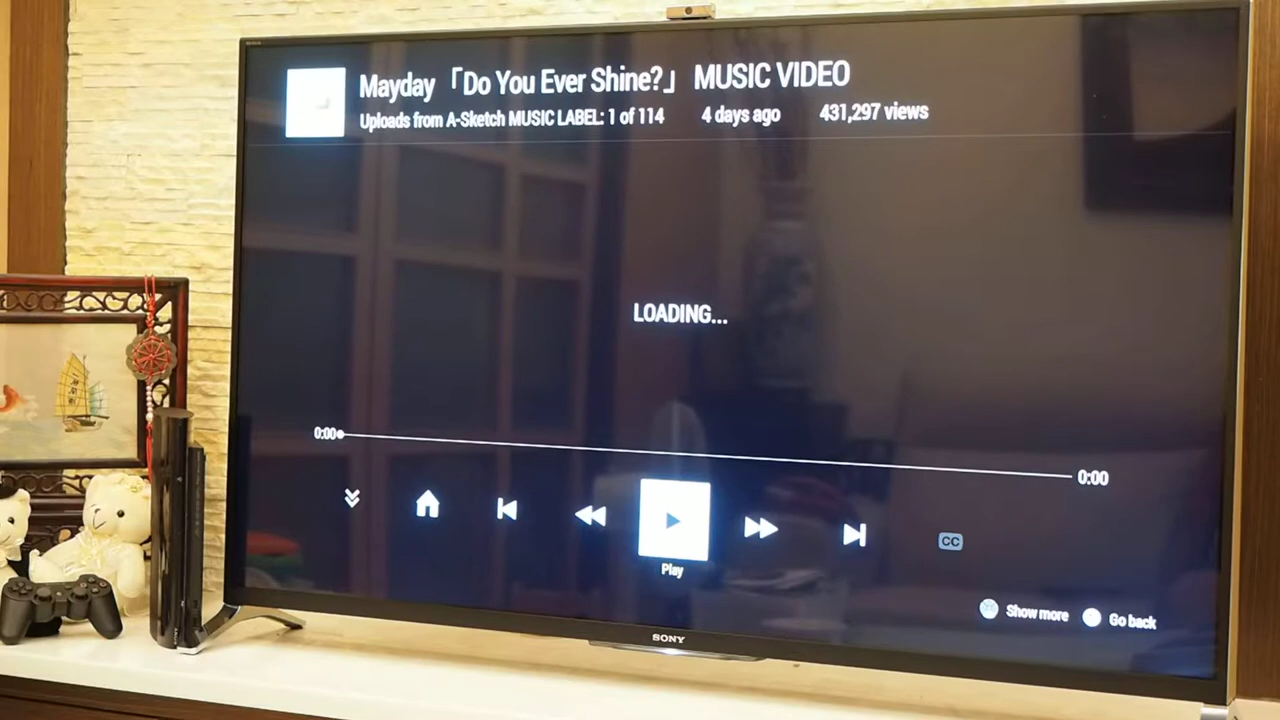 Mayday「Do You Ever Shine?」 MUSIC VIDEO
Uploads from A-Sketch MUSIC LABEL: 1 of 114 4 days ago 431,297 views
LOADING...
0:00 0:00
CC
Play
Show more Go back
SONY